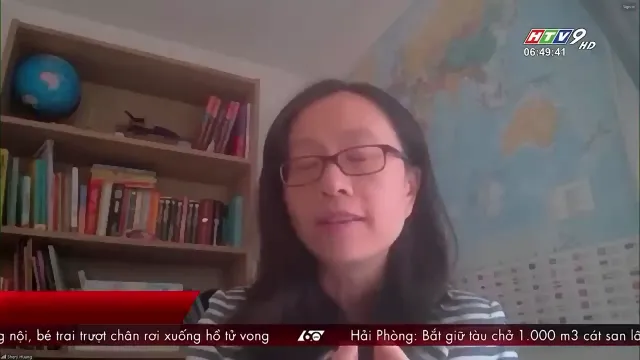 HTV9 HD
06:49:41
g nội, bé trai trượt chân rơi xuống hồ tử vong
60 Hải Phòng: Bắt giữ tàu chở 1.000 m3 cát san lấ